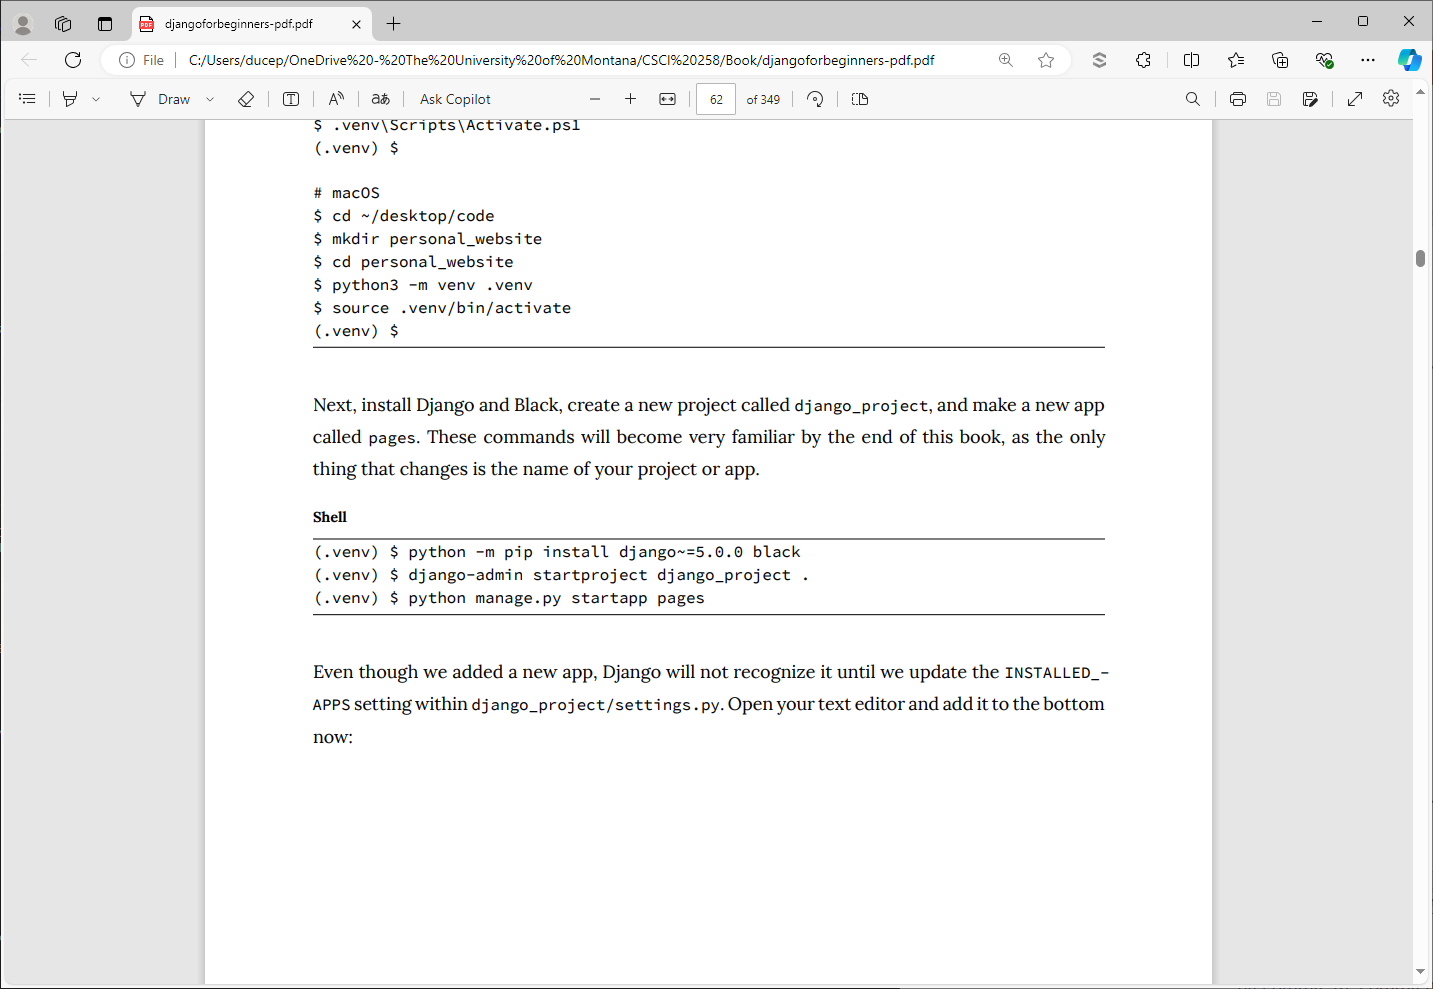 djangoforbeginners-pdf.pdf
File
C:/Users/ducep/OneDrive%20-%20The%20University%20of%20Montana/CSCI%20258/Book/djangoforbeginners-pdf.pdf
Draw
Ask Copilot
62
of 349
$ .venv\Scripts\Activate.ps1
(.venv) $
# macOS
$ cd ~/desktop/code
$ mkdir personal_website
$ cd personal_website
$ python3 -m venv .venv
$ source .venv/bin/activate
(.venv) $
Next, install Django and Black, create a new project called django_project, and make a new app
called pages. These commands will become very familiar by the end of this book, as the only
thing that changes is the name of your project or app.
Shell
(.venv) $ python -m pip install django~=5.0.0 black
(.venv) $ django-admin startproject django_project .
(.venv) $ python manage.py startapp pages
Even though we added a new app, Django will not recognize it until we update the INSTALLED_-
APPS setting within django_project/settings.py. Open your text editor and add it to the bottom
now: